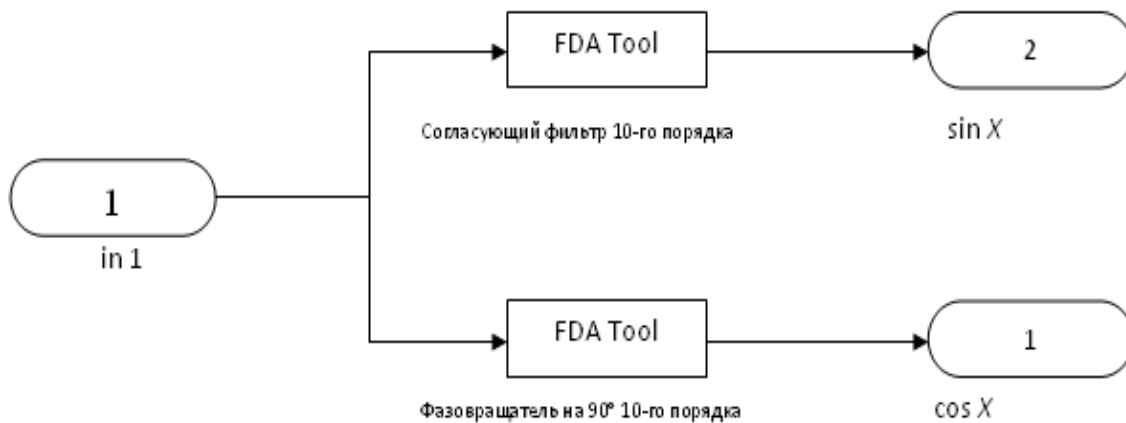 FDA Tool
2
Согласующий фильтр 10-го порядка
sin X
1
in 1
FDA Tool
1
Фазовращатель на 90° 10-го порядка
cos X